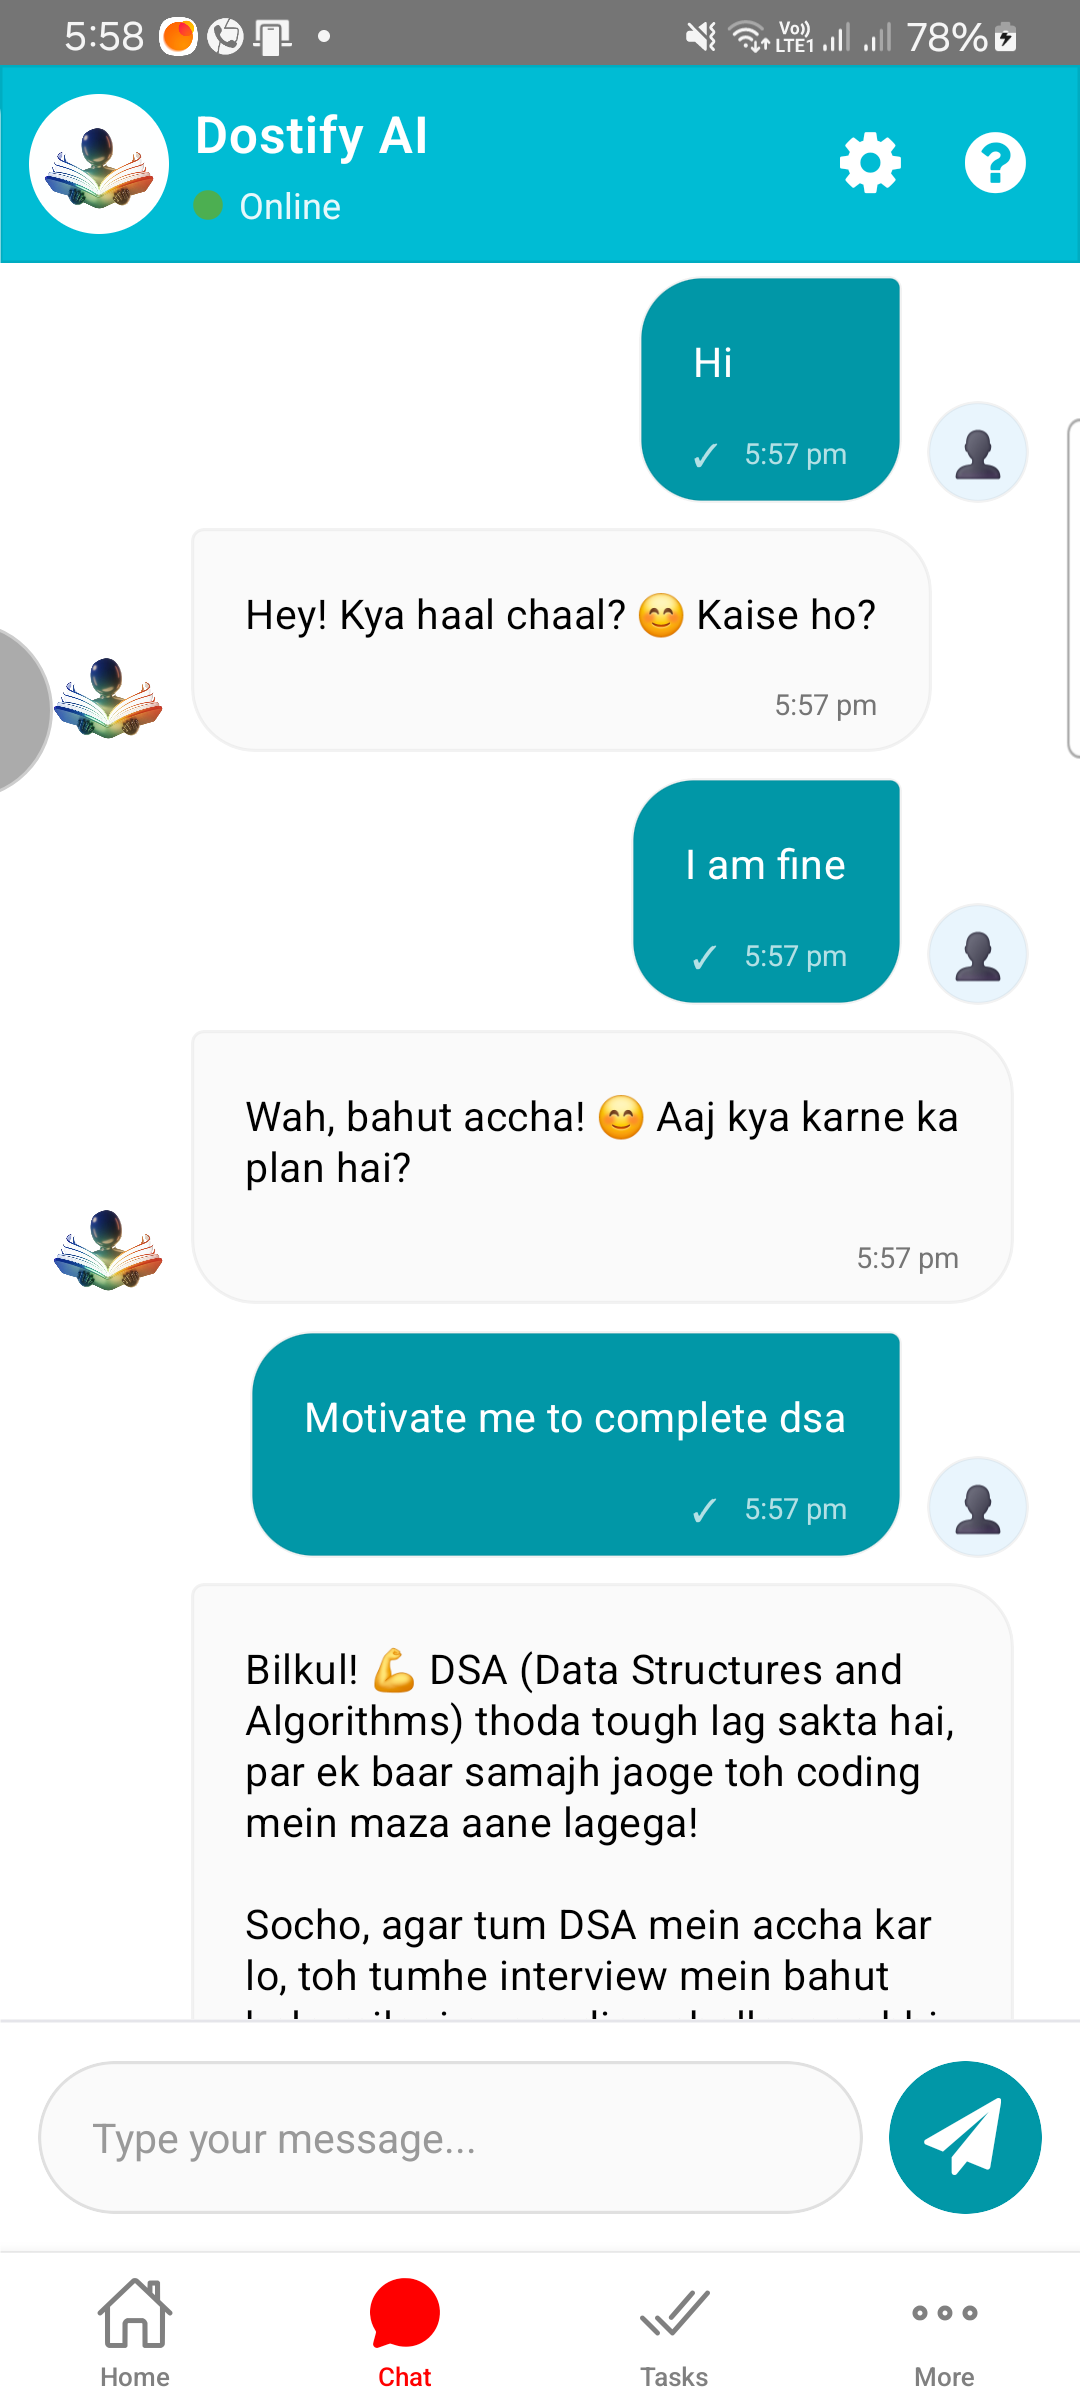 5:58
Vo)) LTE1
78%
Dostify AI
Online
Hi
✓ 5:57 pm
Hey! Kya haal chaal? 😊 Kaise ho?
5:57 pm
I am fine
✓ 5:57 pm
Wah, bahut accha! 😊 Aaj kya karne ka
plan hai?
5:57 pm
Motivate me to complete dsa
✓ 5:57 pm
Bilkul! 💪 DSA (Data Structures and
Algorithms) thoda tough lag sakta hai,
par ek baar samajh jaoge toh coding
mein maza aane lagega!
Socho, agar tum DSA mein accha kar
lo, toh tumhe interview mein bahut
Type your message...
Home
Chat
Tasks
More